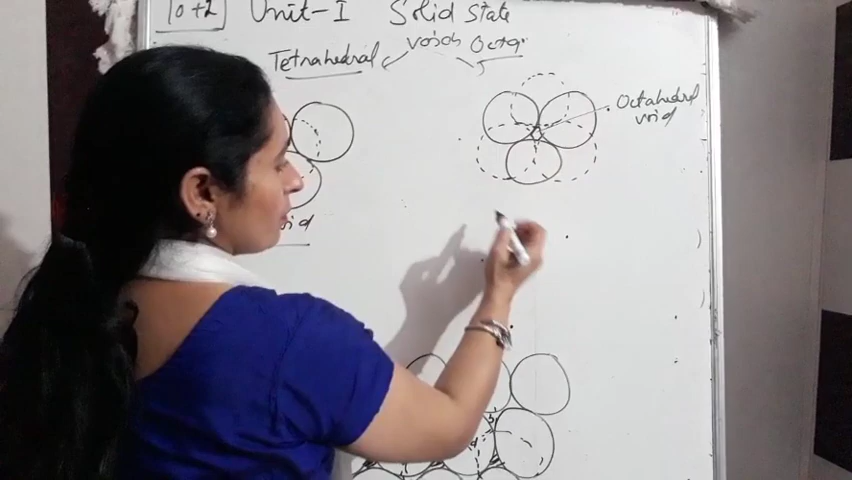 10+2 Unit-I Solid State
Tetrahedral voids Octa
Octahedral
void